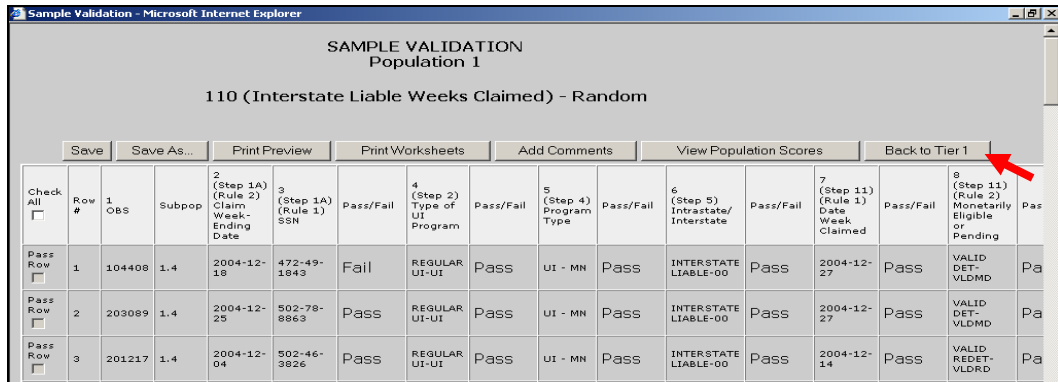 Sample Validation - Microsoft Internet Explorer
SAMPLE VALIDATION
Population 1
110 (Interstate Liable Weeks Claimed) - Random
Save Save As... Print Preview Print Worksheets Add Comments View Population Scores Back to Tier 1
Check All
Row #
1 OBS
Subpop
2 (Step 1A) (Rule 2) Claim Week-Ending Date
3 (Step 1A) (Rule 1) SSN
Pass/Fail
4 (Step 2) Type of UI Program
Pass/Fail
5 (Step 4) Program Type
Pass/Fail
6 (Step 5) Intrastate/ Interstate
Pass/Fail
7 (Step 11) (Rule 1) Date Week Claimed
Pass/Fail
8 (Step 11) (Rule 2) Monetarily Eligible or Pending
Pas
Pass Row 1 104408 1.4 2004-12-18 472-49-1843 Fail REGULAR UI-UI Pass UI - MN Pass INTERSTATE LIABLE-00 Pass 2004-12-27 Pass VALID DET-VLDMD Pa
Pass Row 2 203089 1.4 2004-12-25 502-78-8863 Pass REGULAR UI-UI Pass UI - MN Pass INTERSTATE LIABLE-00 Pass 2004-12-27 Pass VALID DET-VLDMD Pa
Pass Row 3 201217 1.4 2004-12-04 502-46-3826 Pass REGULAR UI-UI Pass UI - MN Pass INTERSTATE LIABLE-00 Pass 2004-12-14 Pass VALID REDET-VLDRD Pa